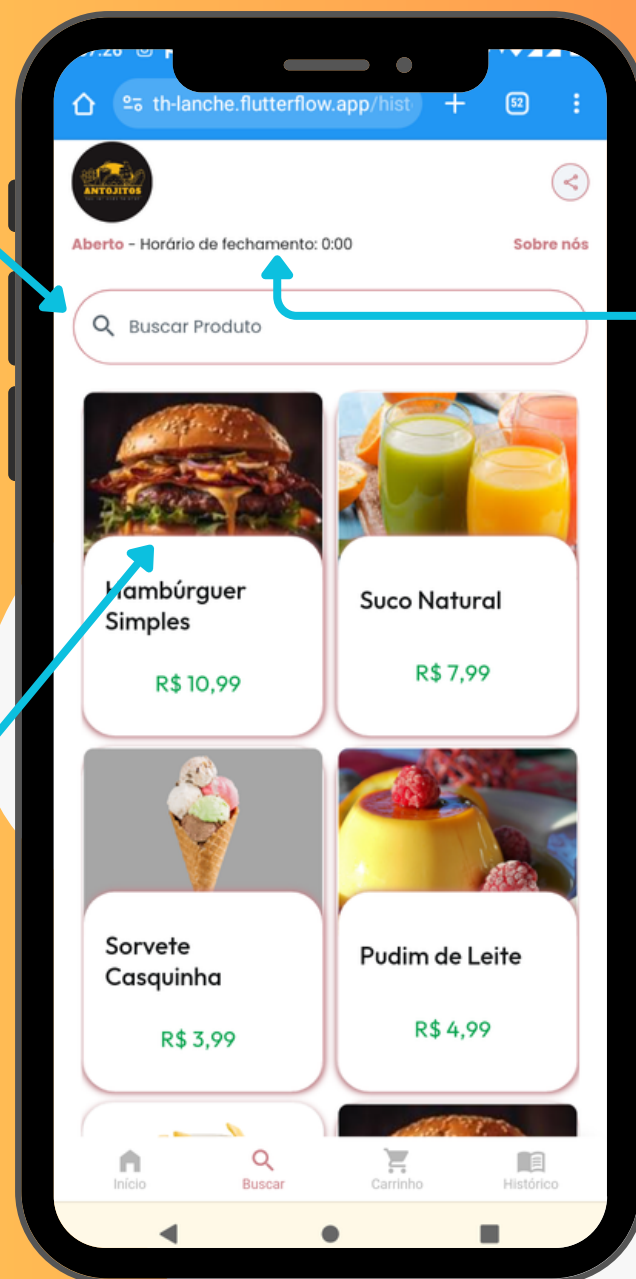 th-lanche.flutterflow.app/hist
52
ANTOJITOS
Aberto - Horário de fechamento: 0:00
Sobre nós
Buscar Produto
Hambúrguer
Simples
R$ 10,99
Suco Natural
R$ 7,99
Sorvete
Casquinha
R$ 3,99
Pudim de Leite
R$ 4,99
Início
Buscar
Carrinho
Histórico